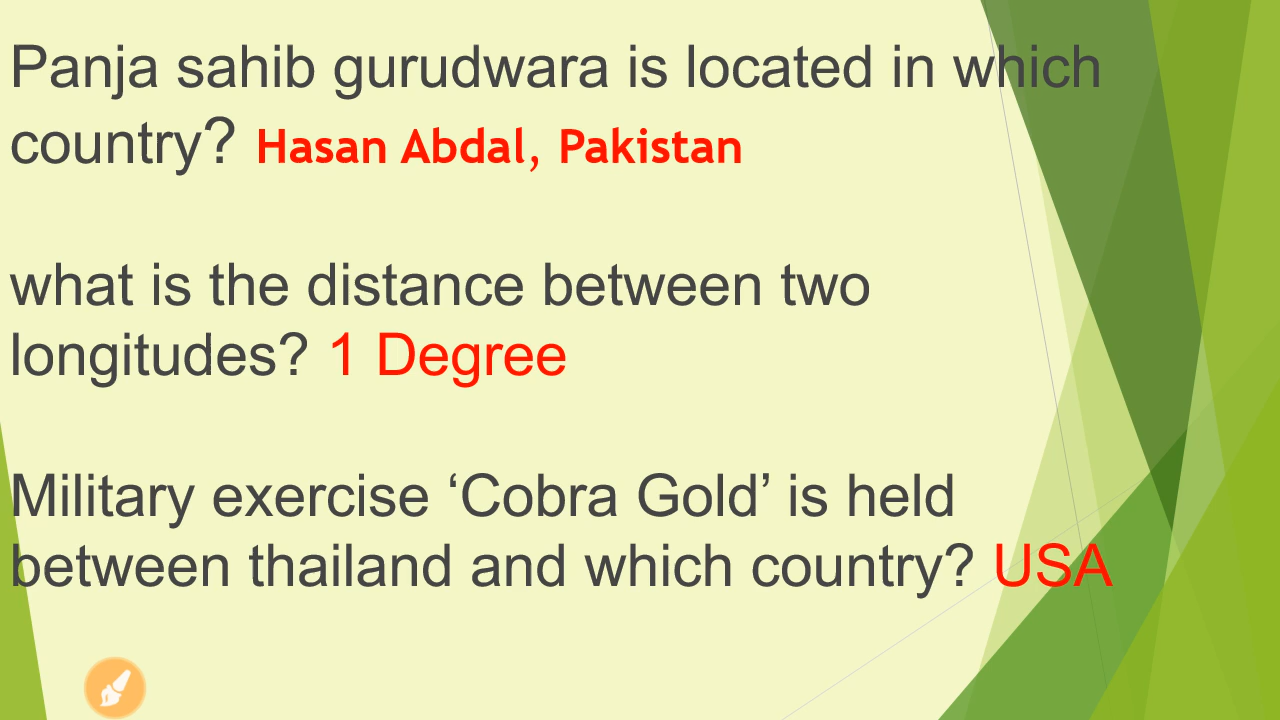 Panja sahib gurudwara is located in which
country? Hasan Abdal, Pakistan
what is the distance between two
longitudes? 1 Degree
Military exercise ‘Cobra Gold’ is held
between thailand and which country? USA